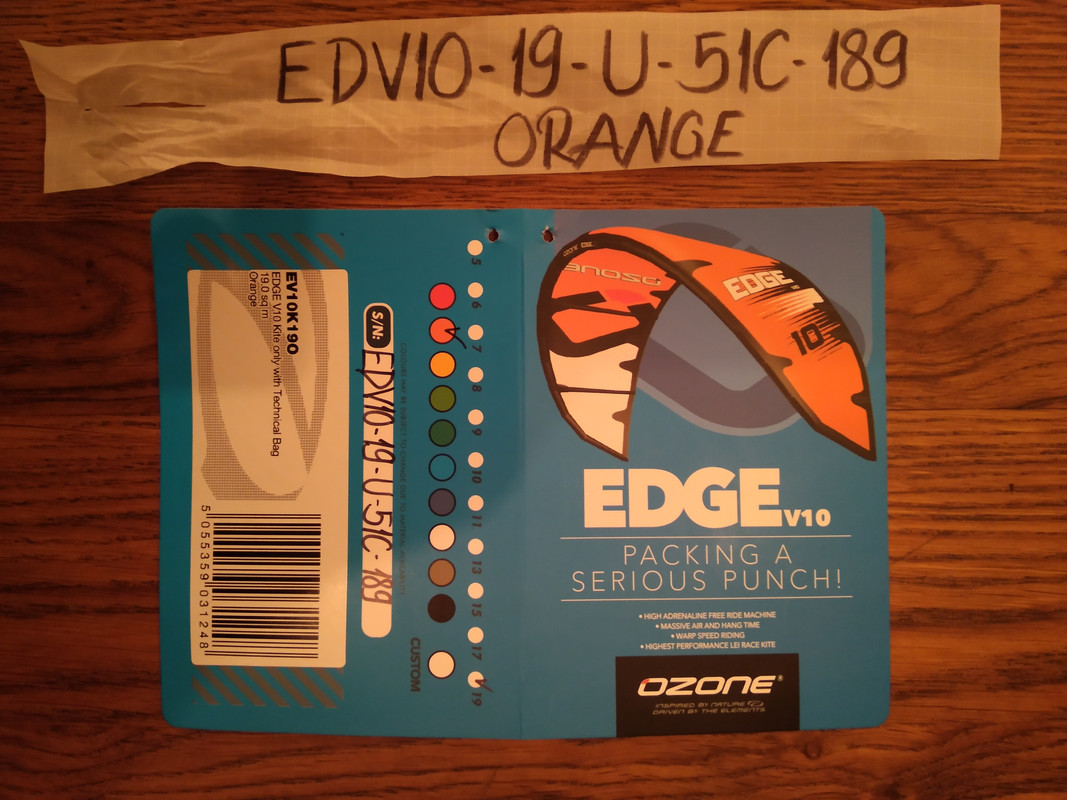 EDV10-19-U-51C-189
ORANGE
EV10K19O
EDGE V10 Kite only with Technical Bag
19.0 sq m
Orange
5 055359 031248
S/N: EDV10-19-U-51C-189
CUSTOM
5
6
7
8
9
10
11
13
15
17
19
OZONE
EDGE
10
EDGE V10
PACKING A
SERIOUS PUNCH!
• HIGH ADRENALINE FREE RIDE MACHINE
• MASSIVE AIR AND HANG TIME
• WARP SPEED RIDING
• HIGHEST PERFORMANCE LEI RACE KITE
OZONE®
INSPIRED BY NATURE
DRIVEN BY THE ELEMENTS